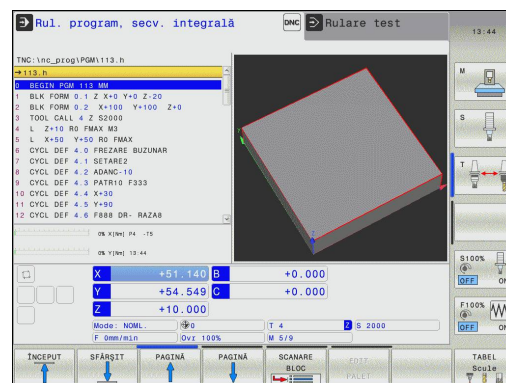 Rul. program, secv. integrală
DNC
Rulare test
13:44
TNC:\nc_prog\PGM\113.h
→113.h
0 BEGIN PGM 113 MM
1 BLK FORM 0.1 Z X+0 Y+0 Z-20
2 BLK FORM 0.2 X+100 Y+100 Z+0
3 TOOL CALL 4 Z S2000
4 L Z+10 R0 FMAX M3
5 L X+50 Y+50 R0 FMAX
6 CYCL DEF 4.0 FREZARE BUZUNAR
7 CYCL DEF 4.1 SETARE2
8 CYCL DEF 4.2 ADANC-10
9 CYCL DEF 4.3 PATR10 F333
10 CYCL DEF 4.4 X+30
11 CYCL DEF 4.5 Y+90
12 CYCL DEF 4.6 F888 DR- RAZA8
0% X[Nm] P4 -T5
0% Y[Nm] 13:44
X +51.140 B +0.000
Y +54.549 C +0.000
Z +10.000
Mode: NOML. 0 T 4 Z S 2000
F 0mm/min Ovr 100% M 5/9
M
S
T
S100%
OFF ON
F100%
OFF ON
ÎNCEPUT
SFÂRŞIT
PAGINĂ
PAGINĂ
SCANARE
BLOC
EDIT
PALET
TABEL
Scule